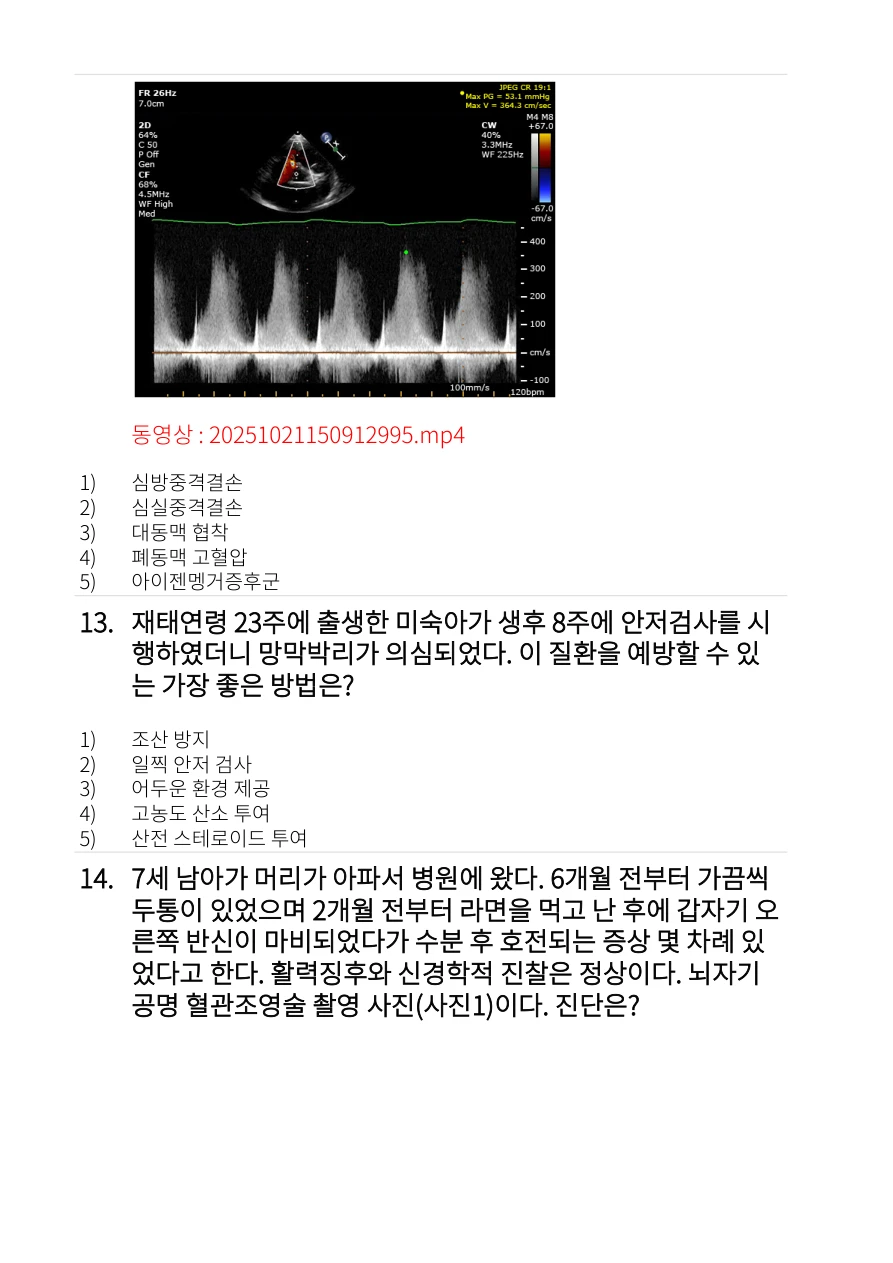 JPEG CR 19:1
FR 26Hz
7.0cm
Max PG = 53.1 mmHg
Max V = 364.3 cm/sec
M4 M8
+67.0
2D
64%
C 50
P Off
Gen
CF
68%
4.5MHz
WF High
Med
CW
40%
3.3MHz
WF 225Hz
-67.0
cm/s
400
300
200
100
cm/s
-100
100mm/s
120bpm
동영상 : 20251021150912995.mp4
1) 심방중격결손
2) 심실중격결손
3) 대동맥 협착
4) 폐동맥 고혈압
5) 아이젠멩거증후군
13. 재태연령 23주에 출생한 미숙아가 생후 8주에 안저검사를 시
행하였더니 망막박리가 의심되었다. 이 질환을 예방할 수 있
는 가장 좋은 방법은?
1) 조산 방지
2) 일찍 안저 검사
3) 어두운 환경 제공
4) 고농도 산소 투여
5) 산전 스테로이드 투여
14. 7세 남아가 머리가 아파서 병원에 왔다. 6개월 전부터 가끔씩
두통이 있었으며 2개월 전부터 라면을 먹고 난 후에 갑자기 오
른쪽 반신이 마비되었다가 수분 후 호전되는 증상 몇 차례 있
었다고 한다. 활력징후와 신경학적 진찰은 정상이다. 뇌자기
공명 혈관조영술 촬영 사진(사진1)이다. 진단은?